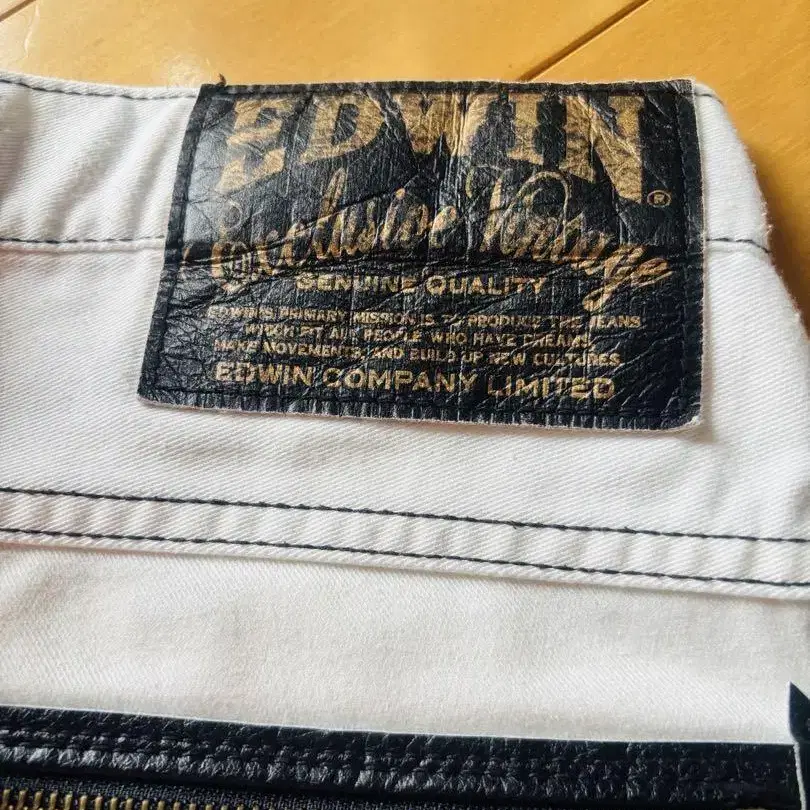 EDWIN®
Exclusive Vintage
GENUINE QUALITY
EDWIN'S PRIMARY MISSION IS TO PRODUCE THE JEANS
WHICH FIT ALL PEOPLE WHO HAVE DREAMS,
MAKE MOVEMENTS, AND BUILD UP NEW CULTURES
EDWIN COMPANY LIMITED